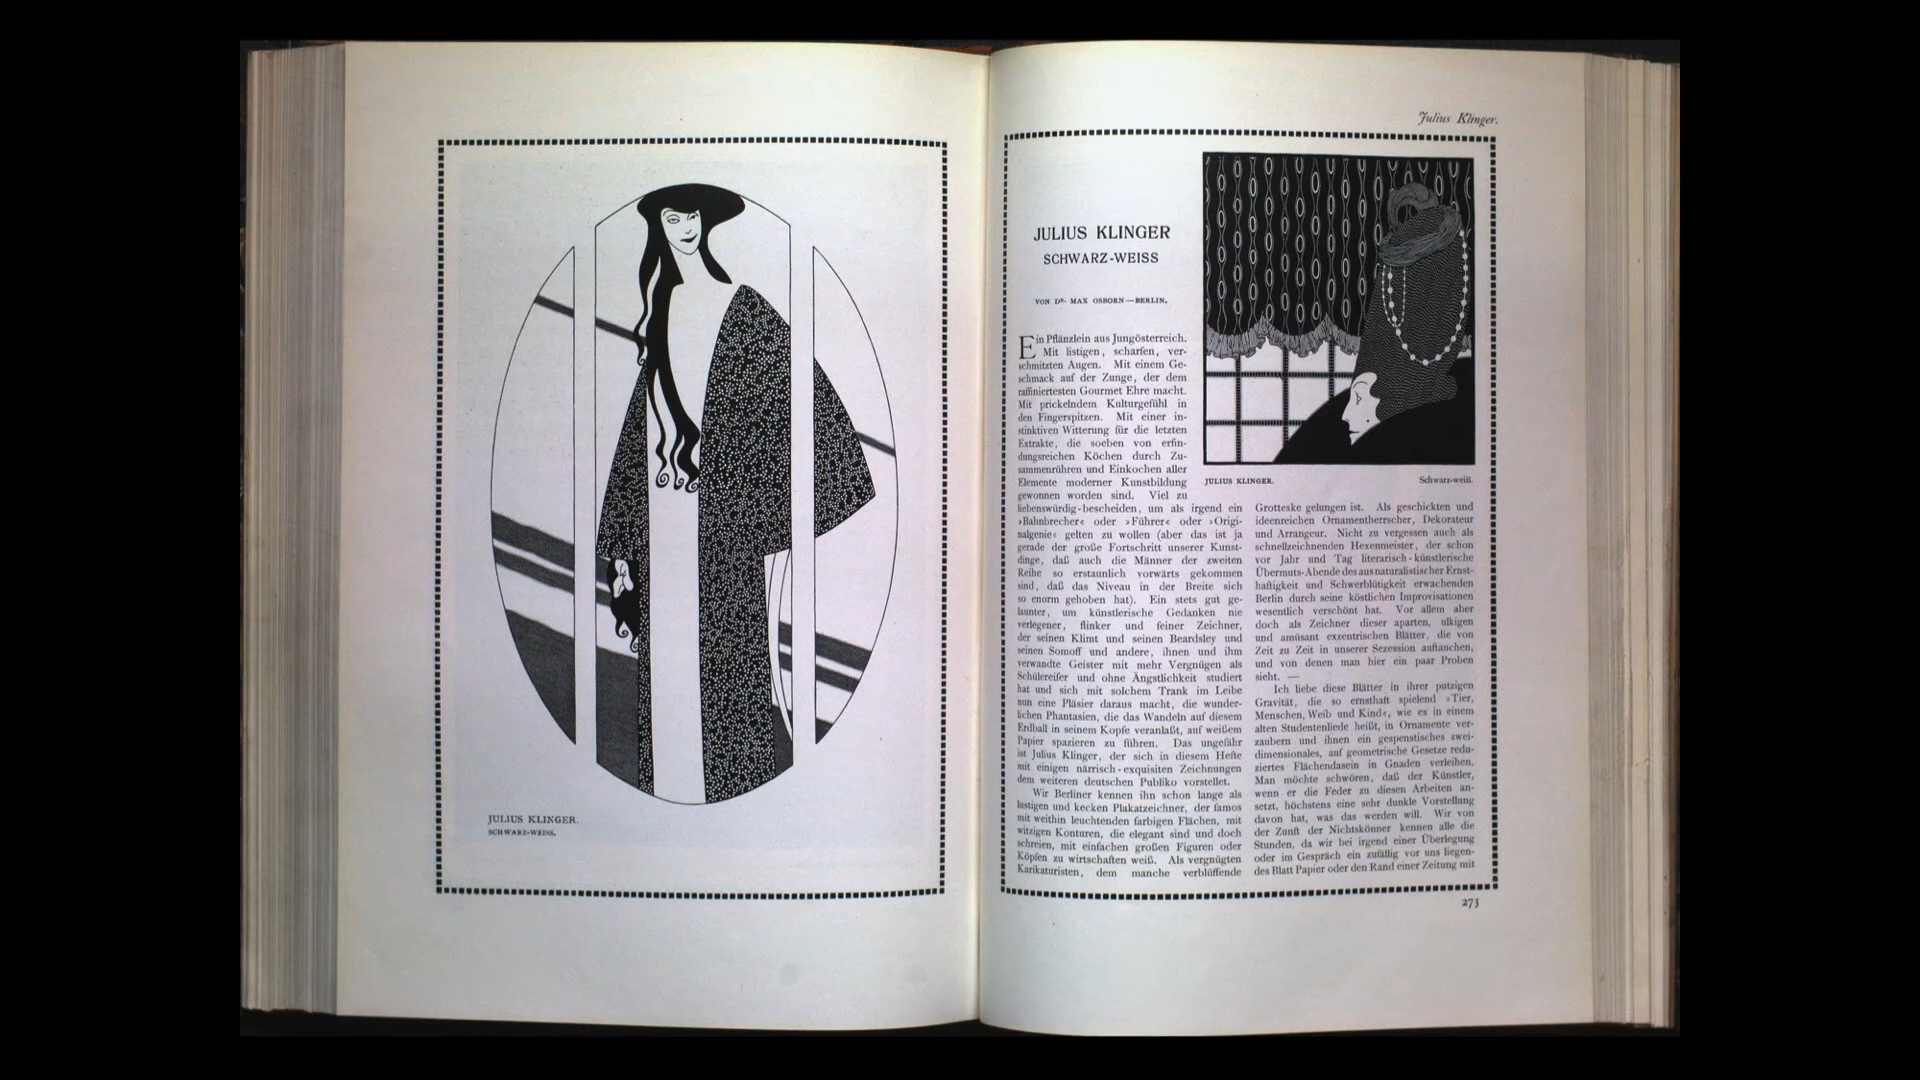 JULIUS KLINGER.
SCHWARZ-WEISS.
Julius Klinger.
JULIUS KLINGER
SCHWARZ-WEISS
VON DR. MAX OSBORN—BERLIN.
Ein Pflänzlein aus Jungösterreich.
Mit listigen, scharfen, ver-
schmitzten Augen. Mit einem Ge-
schmack auf der Zunge, der dem
raffiniertesten Gourmet Ehre macht.
Mit prickelndem Kulturgefühl in
den Fingerspitzen. Mit einer in-
stinktiven Witterung für die letzten
Extrakte, die soeben von erfin-
dungsreichen Köchen durch Zu-
sammenrühren und Einkochen aller
Elemente moderner Kunstbildung
gewonnen worden sind. Viel zu
liebenswürdig-bescheiden, um als irgend ein
»Bahnbrecher« oder »Führer« oder »Origi-
nalgenie« gelten zu wollen (aber das ist ja
gerade der große Fortschritt unserer Kunst-
dinge, daß auch die Männer der zweiten
Reihe so erstaunlich vorwärts gekommen
sind, daß das Niveau in der Breite sich
so enorm gehoben hat). Ein stets gut ge-
launter, um künstlerische Gedanken nie
verlegener, flinker und feiner Zeichner,
der seinen Klimt und seinen Beardsley und
seinen Somoff und andere, ihnen und ihm
verwandte Geister mit mehr Vergnügen als
Schülereifer und ohne Ängstlichkeit studiert
hat und sich mit solchem Trank im Leibe
nun eine Pläsier daraus macht, die wunder-
lichen Phantasien, die das Wandeln auf diesem
Erdball in seinem Kopfe veranlaßt, auf weißem
Papier spazieren zu führen. Das ungefähr
ist Julius Klinger, der sich in diesem Hefte
mit einigen närrisch-exquisiten Zeichnungen
dem weiteren deutschen Publiko vorstellet.
Wir Berliner kennen ihn schon lange als
lustigen und kecken Plakatzeichner, der famos
mit weithin leuchtenden farbigen Flächen, mit
witzigen Konturen, die elegant sind und doch
schreien, mit einfachen großen Figuren oder
Köpfen zu wirtschaften weiß. Als vergnügten
Karikaturisten, dem manche verblüffende
JULIUS KLINGER.
Schwarz-weiß.
Grotteske gelungen ist. Als geschickten und
ideenreichen Ornamentherrscher, Dekorateur
und Arrangeur. Nicht zu vergessen auch als
schnellzeichnenden Hexenmeister, der schon
vor Jahr und Tag literarisch-künstlerische
Übermuts-Abende des aus naturalistischer Ernst-
haftigkeit und Schwerblütigkeit erwachenden
Berlin durch seine köstlichen Improvisationen
wesentlich verschönt hat. Vor allem aber
doch als Zeichner dieser aparten, ulkigen
und amüsant exzentrischen Blätter, die von
Zeit zu Zeit in unserer Sezession auftauchen,
und von denen man hier ein paar Proben
sieht. —
Ich liebe diese Blätter in ihrer putzigen
Gravität, die so ernsthaft spielend »Tier,
Menschen, Weib und Kind«, wie es in einem
alten Studentenliede heißt, in Ornamente ver-
zaubern und ihnen ein gespenstisches zwei-
dimensionales, auf geometrische Gesetze redu-
ziertes Flächendasein in Gnaden verleihen.
Man möchte schwören, daß der Künstler,
wenn er die Feder zu diesen Arbeiten an-
setzt, höchstens eine sehr dunkle Vorstellung
davon hat, was das werden will. Wir von
der Zunft der Nichtskönner kennen alle die
Stunden, da wir bei irgend einer Überlegung
oder im Gespräch ein zufällig vor uns liegen-
des Blatt Papier oder den Rand einer Zeitung mit
273